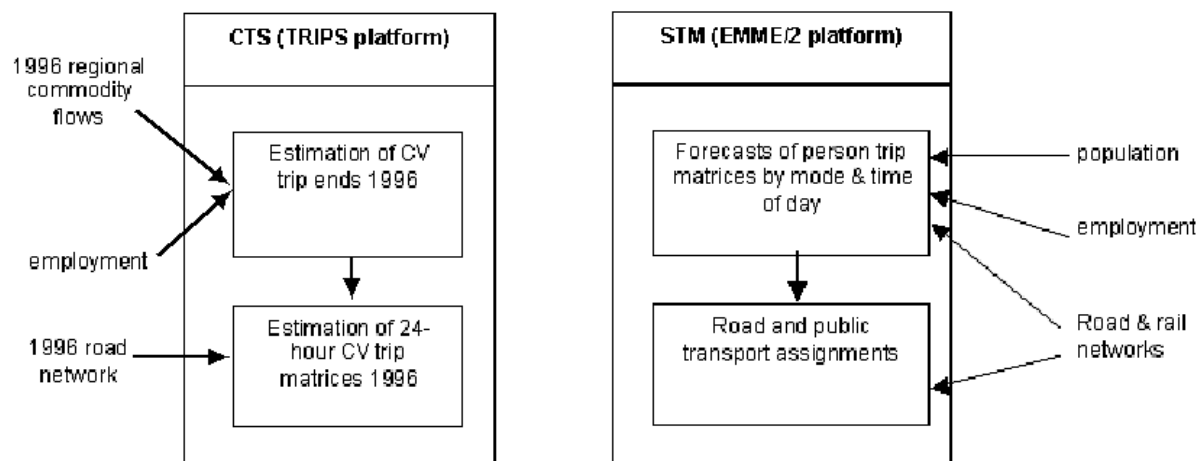 CTS (TRIPS platform)
1996 regional
commodity
flows
Estimation of CV
trip ends 1996
employment
Estimation of 24-
hour CV trip
matrices 1996
1996 road
network
STM (EMME/2 platform)
Forecasts of person trip
matrices by mode & time
of day
population
employment
Road and public
transport assignments
Road & rail
networks